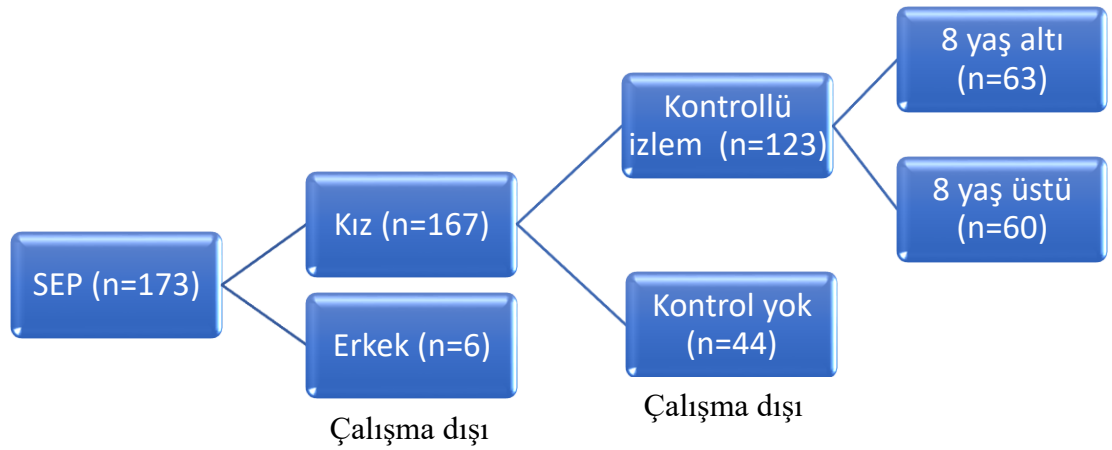 SEP (n=173)
Kız (n=167)
Erkek (n=6)
Çalışma dışı
Kontrollü
izlem (n=123)
Kontrol yok
(n=44)
Çalışma dışı
8 yaş altı
(n=63)
8 yaş üstü
(n=60)